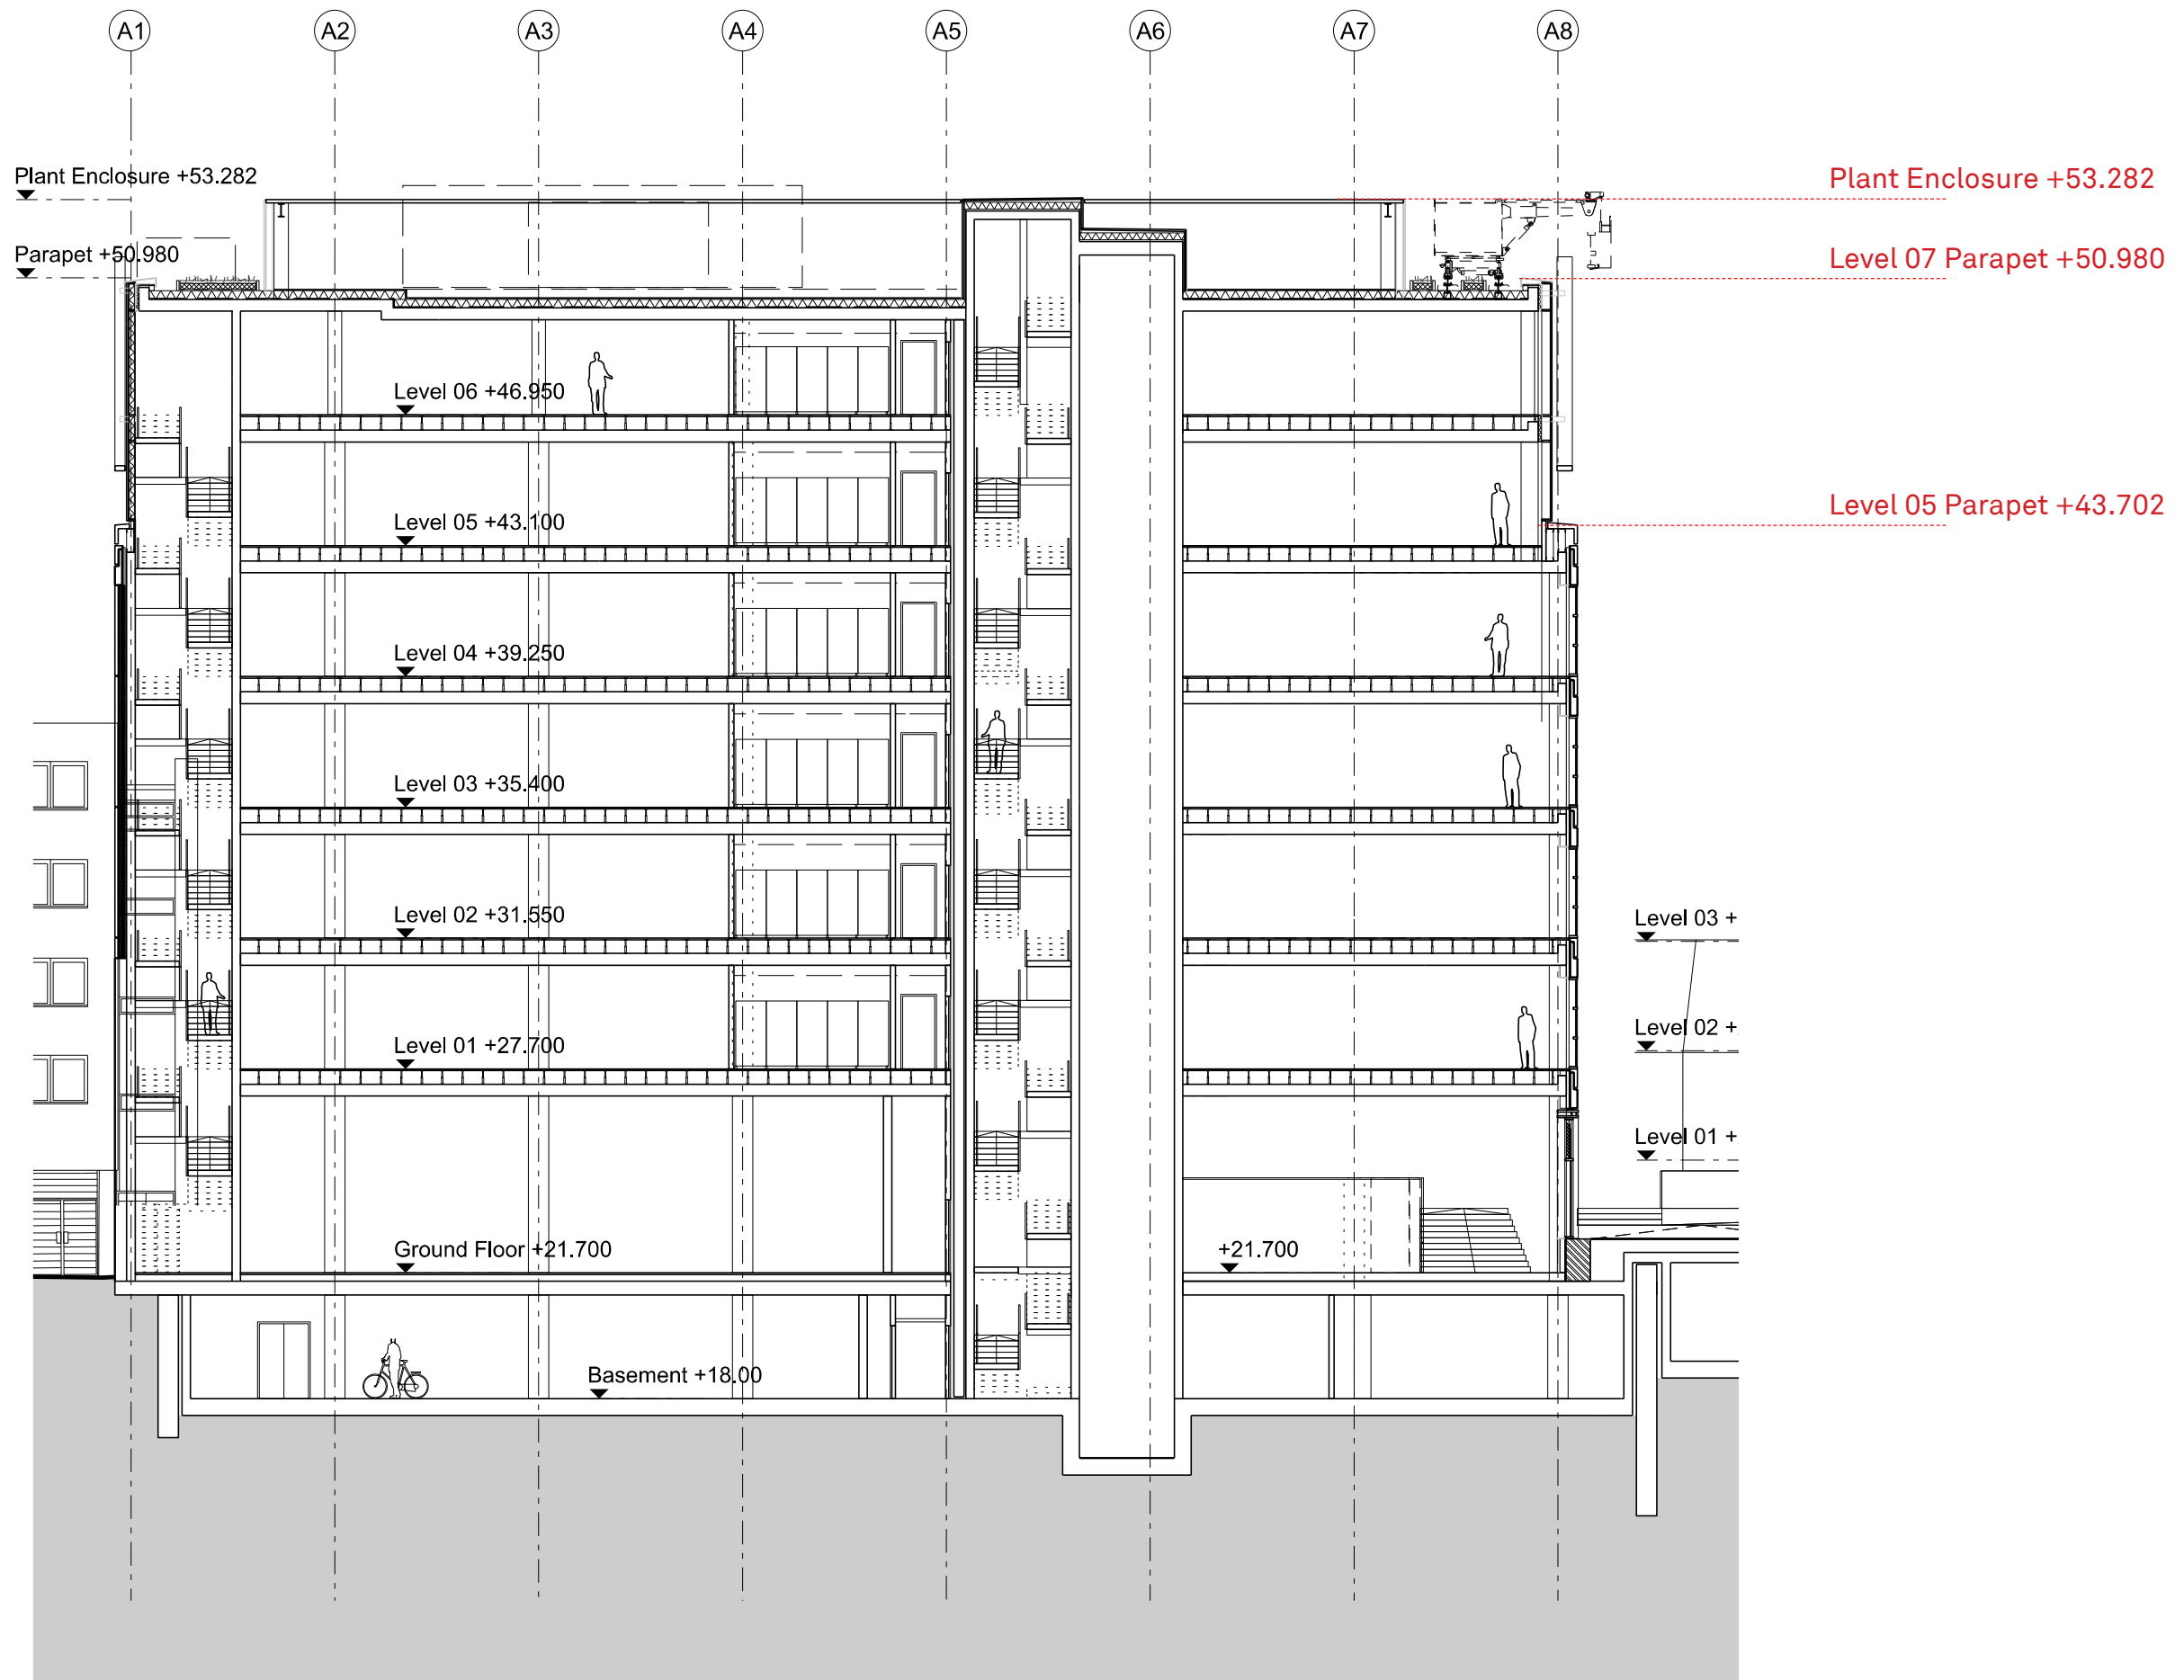 A1 A2 A3 A4 A5 A6 A7 A8
Plant Enclosure +53.282
Plant Enclosure +53.282
Parapet +50.980
Level 07 Parapet +50.980
Level 06 +46.950
Level 05 Parapet +43.702
Level 05 +43.100
Level 04 +39.250
Level 03 +35.400
Level 02 +31.550
Level 03 +
Level 02 +
Level 01 +27.700
Level 01 +
Ground Floor +21.700
+21.700
Basement +18.00